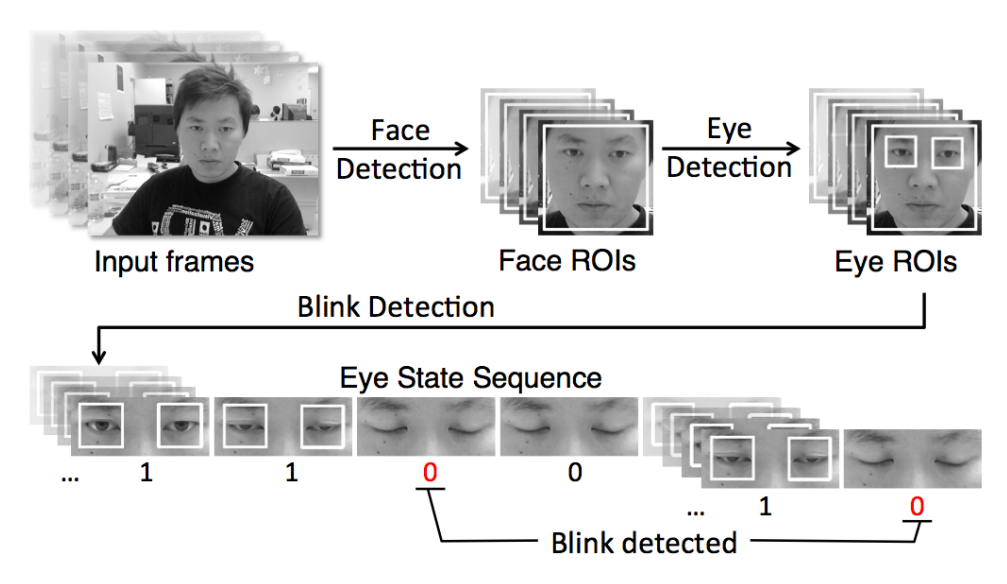 Face
Detection
Eye
Detection
Input frames
Face ROIs
Eye ROIs
Blink Detection
Eye State Sequence
... 1 1 0 0
... 1 0
Blink detected